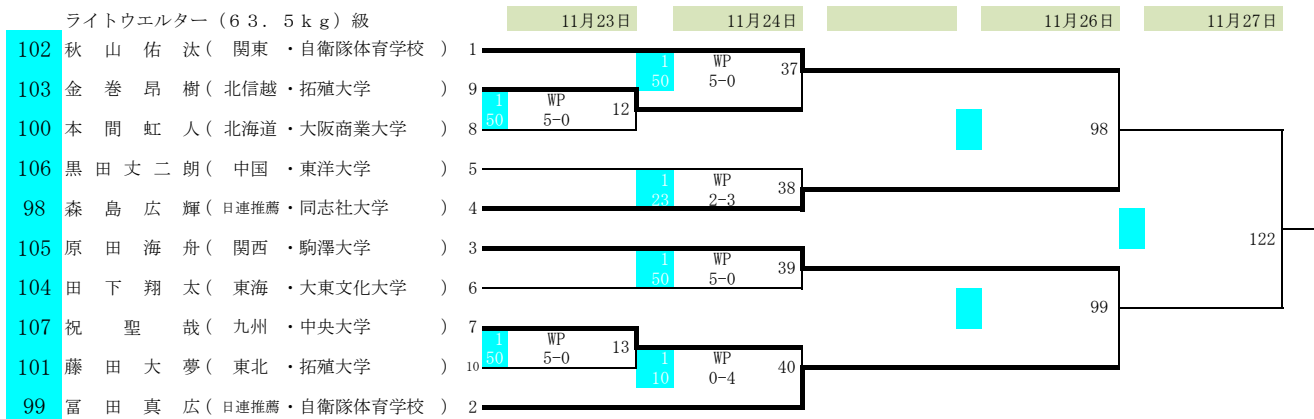 ライトウエルター(63.5kg)級 11月23日 11月24日 11月26日 11月27日
102 秋山佑汰(関東・自衛隊体育学校) 1
1 WP 37
50 5-0
103 金巻昂樹(北信越・拓殖大学) 9
1 WP 12
50 5-0
100 本間虹人(北海道・大阪商業大学) 8
98
106 黒田丈二朗(中国・東洋大学) 5
1 WP 38
23 2-3
98 森島広輝(日連推薦・同志社大学) 4
122
105 原田海舟(関西・駒澤大学) 3
1 WP 39
50 5-0
104 田下翔太(東海・大東文化大学) 6
99
107 祝聖哉(九州・中央大学) 7
1 WP 13
50 5-0
1 WP 40
10 0-4
101 藤田大夢(東北・拓殖大学) 10
99 冨田真広(日連推薦・自衛隊体育学校) 2